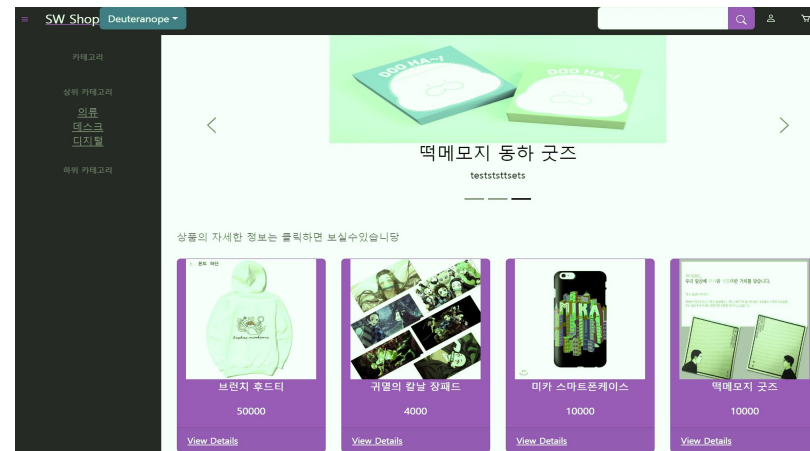 SW Shop
Deuteranope
카테고리
상위 카테고리
의류
데스크
디지털
하위 카테고리
DOO HA~!
DOO HA~!
떡메모지 동하 굿즈
testststtsets
상품의 자세한 정보는 클릭하면 보실수있습니당
브런치 후드티
50000
View Details
귀멸의 칼날 장패드
4000
View Details
MIKA
미카 스마트폰케이스
10000
View Details
떡메모지 굿즈
10000
View Details